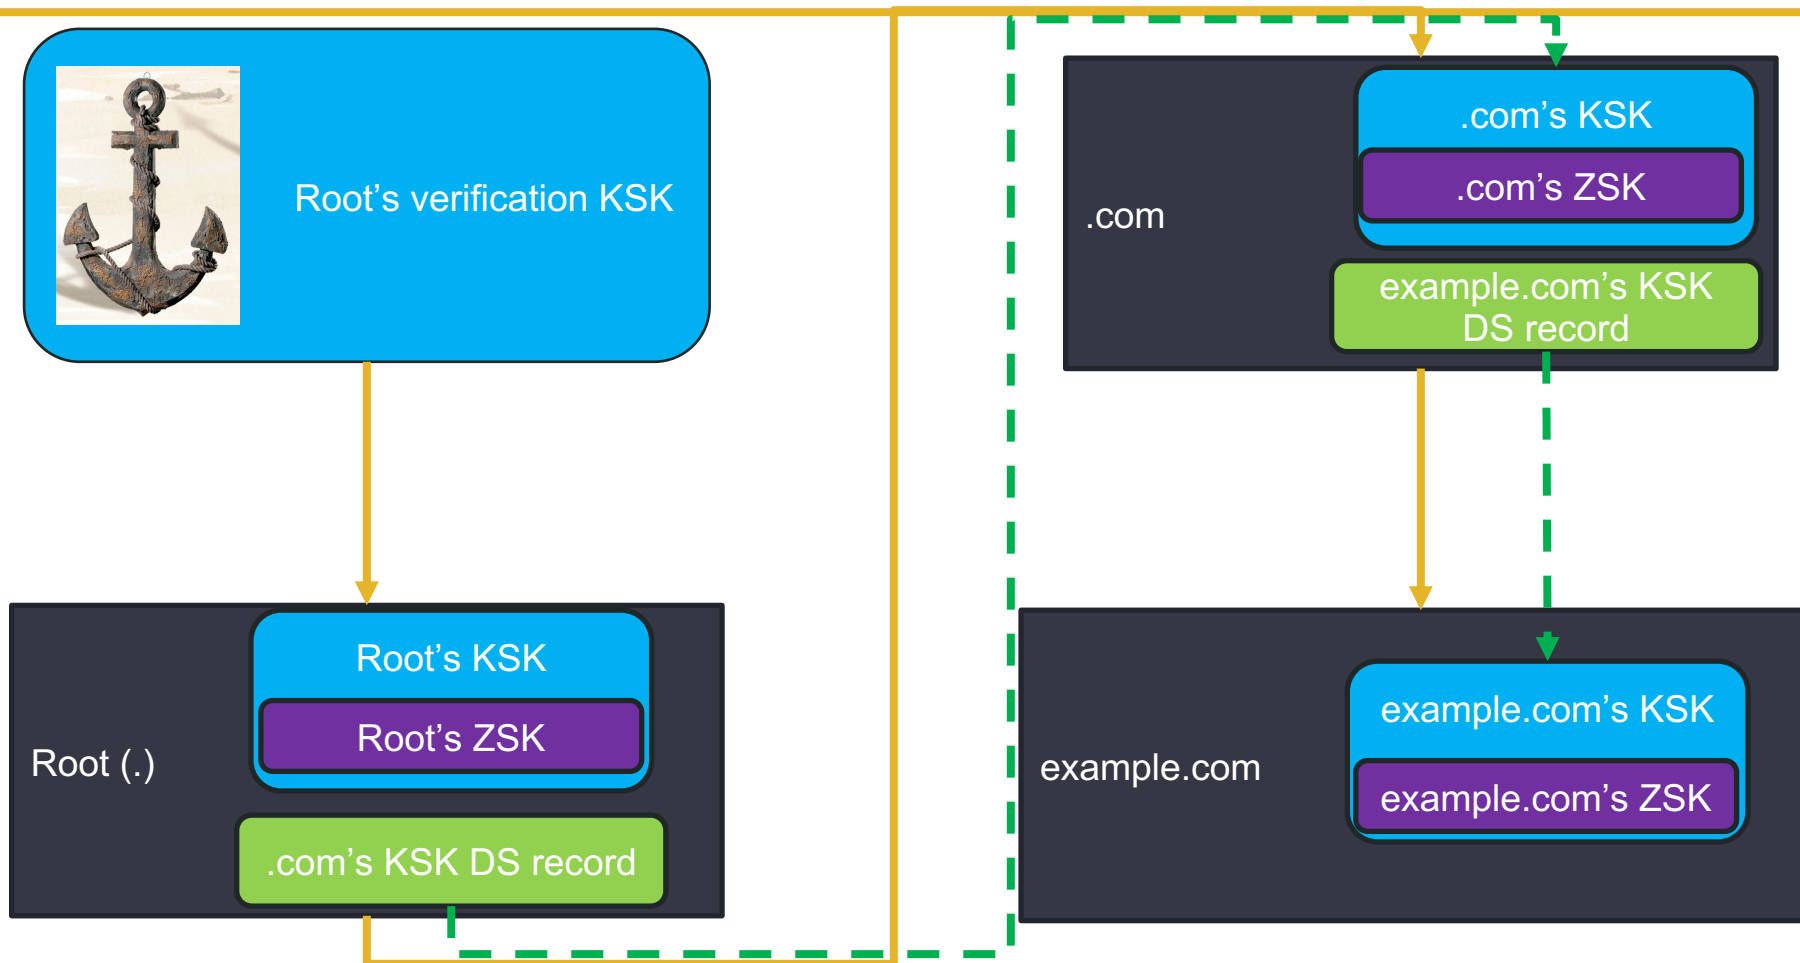 Root’s verification KSK
Root (.)
Root’s KSK
Root’s ZSK
.com’s KSK DS record
.com
.com’s KSK
.com’s ZSK
example.com’s KSK
DS record
example.com
example.com’s KSK
example.com’s ZSK